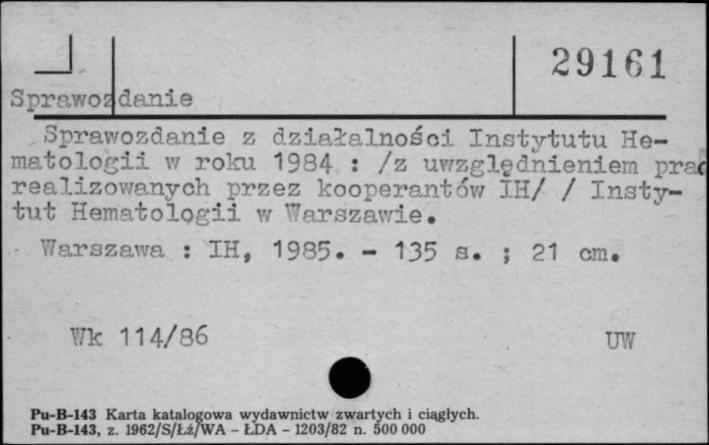 29161
Sprawozdanie
Sprawozdanie z działalności Instytutu He-
matologii w roku 1984 : /z uwzględnieniem prac
realizowanych przez kooperantów IH/ / Insty-
tut Hematologii w Warszawie.
Warszawa : IH, 1985. - 135 s. ; 21 cm.
Wk 114/86 UW
Pu-B-143 Karta katalogowa wydawnictw zwartych i ciągłych.
Pu-B-143, z. 1962/S/Łż/WA - ŁDA - 1203/82 n. 500 000